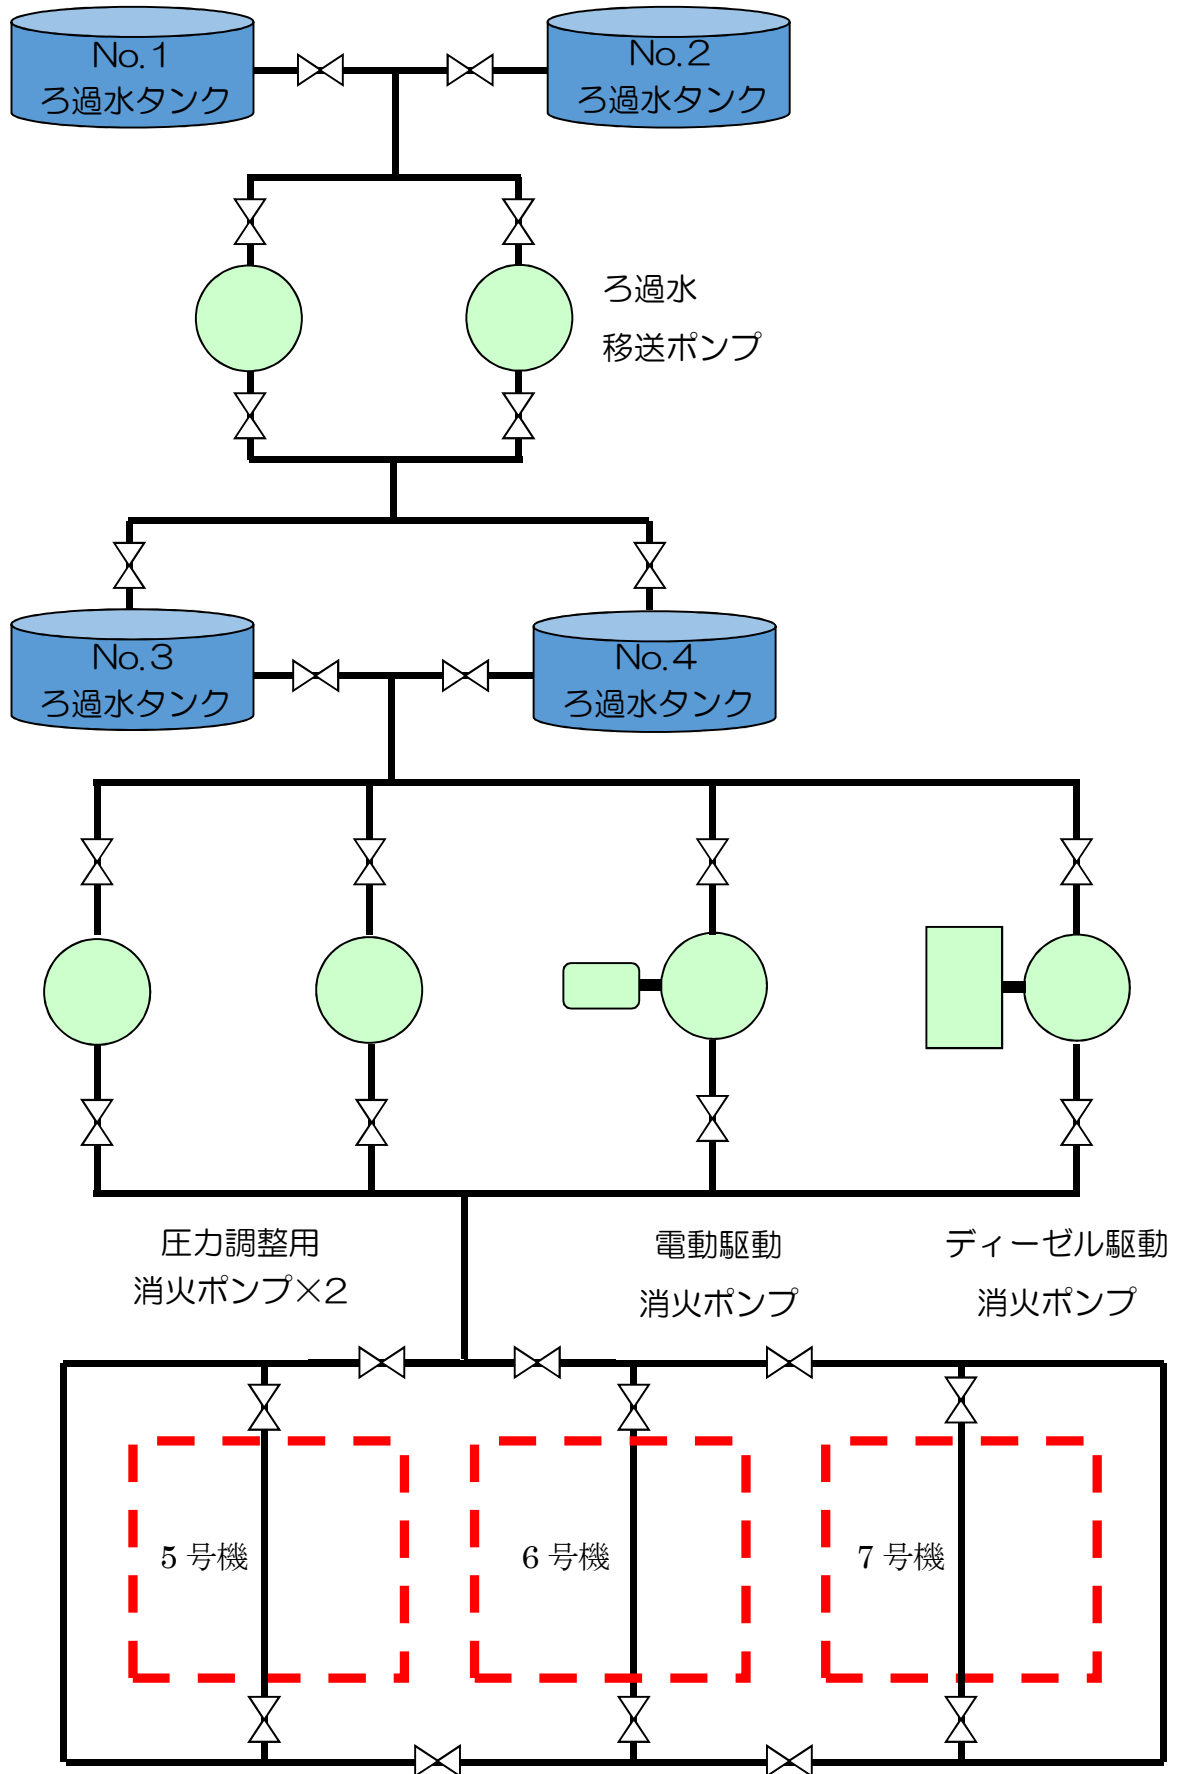 No.1
ろ過水タンク
No.2
ろ過水タンク
ろ過水
移送ポンプ
No.3
ろ過水タンク
No.4
ろ過水タンク
圧力調整用
消火ポンプ×2
電動駆動
消火ポンプ
ディーゼル駆動
消火ポンプ
5 号機
6 号機
7 号機